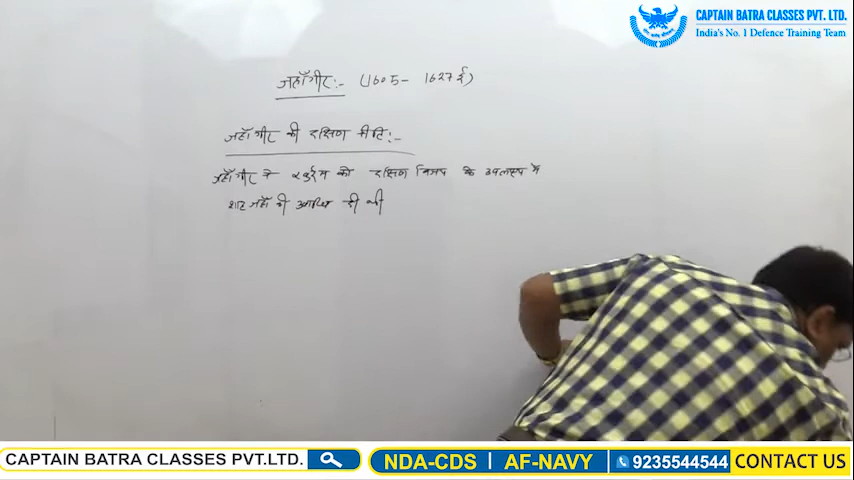 CAPTAIN BATRA CLASSES PVT. LTD.
India's No. 1 Defence Training Team
जहाँगीर:- (1605 - 1627 ई)
जहाँगीर की दक्षिण नीति:-
जहाँगीर ने खुर्रम को दक्षिण विजय के उपलक्ष्य में
शाहजहाँ की उपाधि दी थी
CAPTAIN BATRA CLASSES PVT.LTD.
NDA-CDS | AF-NAVY
9235544544 CONTACT US